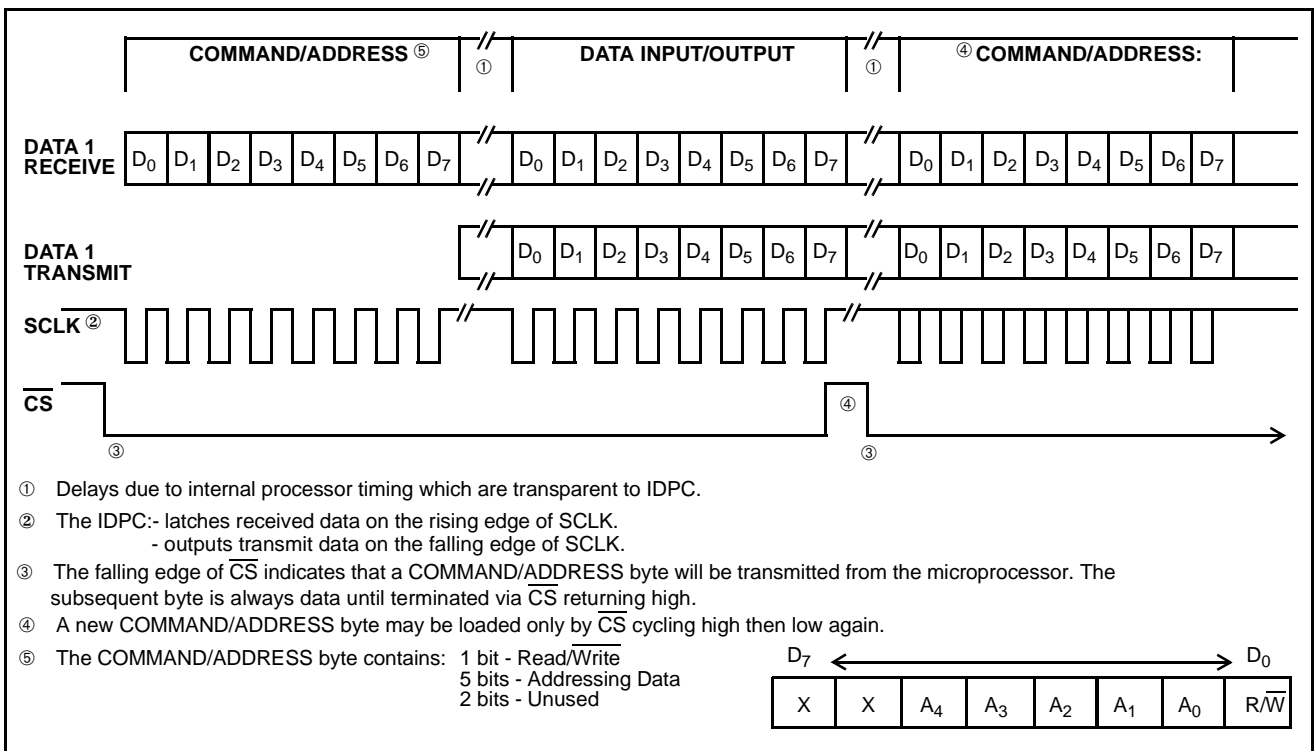 COMMAND/ADDRESS ⑤ ① DATA INPUT/OUTPUT ① ④ COMMAND/ADDRESS:
DATA 1
RECEIVE D₀ D₁ D₂ D₃ D₄ D₅ D₆ D₇ D₀ D₁ D₂ D₃ D₄ D₅ D₆ D₇ D₀ D₁ D₂ D₃ D₄ D₅ D₆ D₇
DATA 1
TRANSMIT D₀ D₁ D₂ D₃ D₄ D₅ D₆ D₇ D₀ D₁ D₂ D₃ D₄ D₅ D₆ D₇
SCLK ②
C̅S̅ ④
③ ③
① Delays due to internal processor timing which are transparent to IDPC.
② The IDPC:- latches received data on the rising edge of SCLK.
- outputs transmit data on the falling edge of SCLK.
③ The falling edge of C̅S̅ indicates that a COMMAND/ADDRESS byte will be transmitted from the microprocessor. The
subsequent byte is always data until terminated via C̅S̅ returning high.
④ A new COMMAND/ADDRESS byte may be loaded only by C̅S̅ cycling high then low again.
⑤ The COMMAND/ADDRESS byte contains: 1 bit - Read/W̅r̅i̅t̅e̅
5 bits - Addressing Data
2 bits - Unused
D₇ D₀
X X A₄ A₃ A₂ A₁ A₀ R/W̅